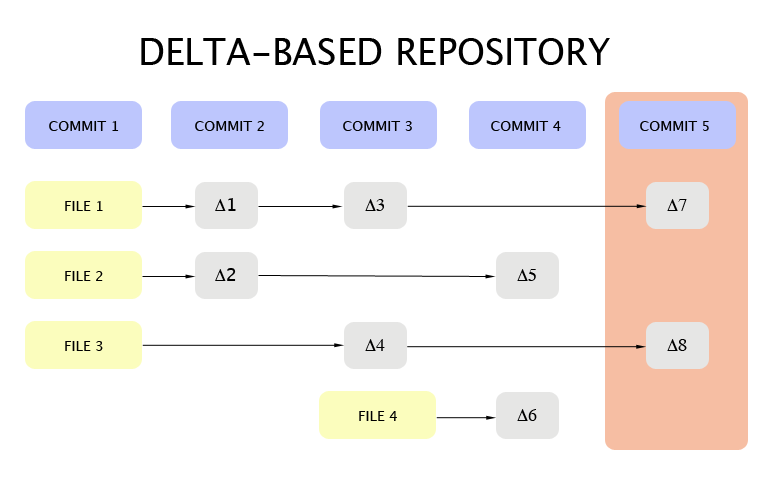 DELTA-BASED REPOSITORY
COMMIT 1 COMMIT 2 COMMIT 3 COMMIT 4 COMMIT 5
FILE 1 Δ1 Δ3 Δ7
FILE 2 Δ2 Δ5
FILE 3 Δ4 Δ8
FILE 4 Δ6